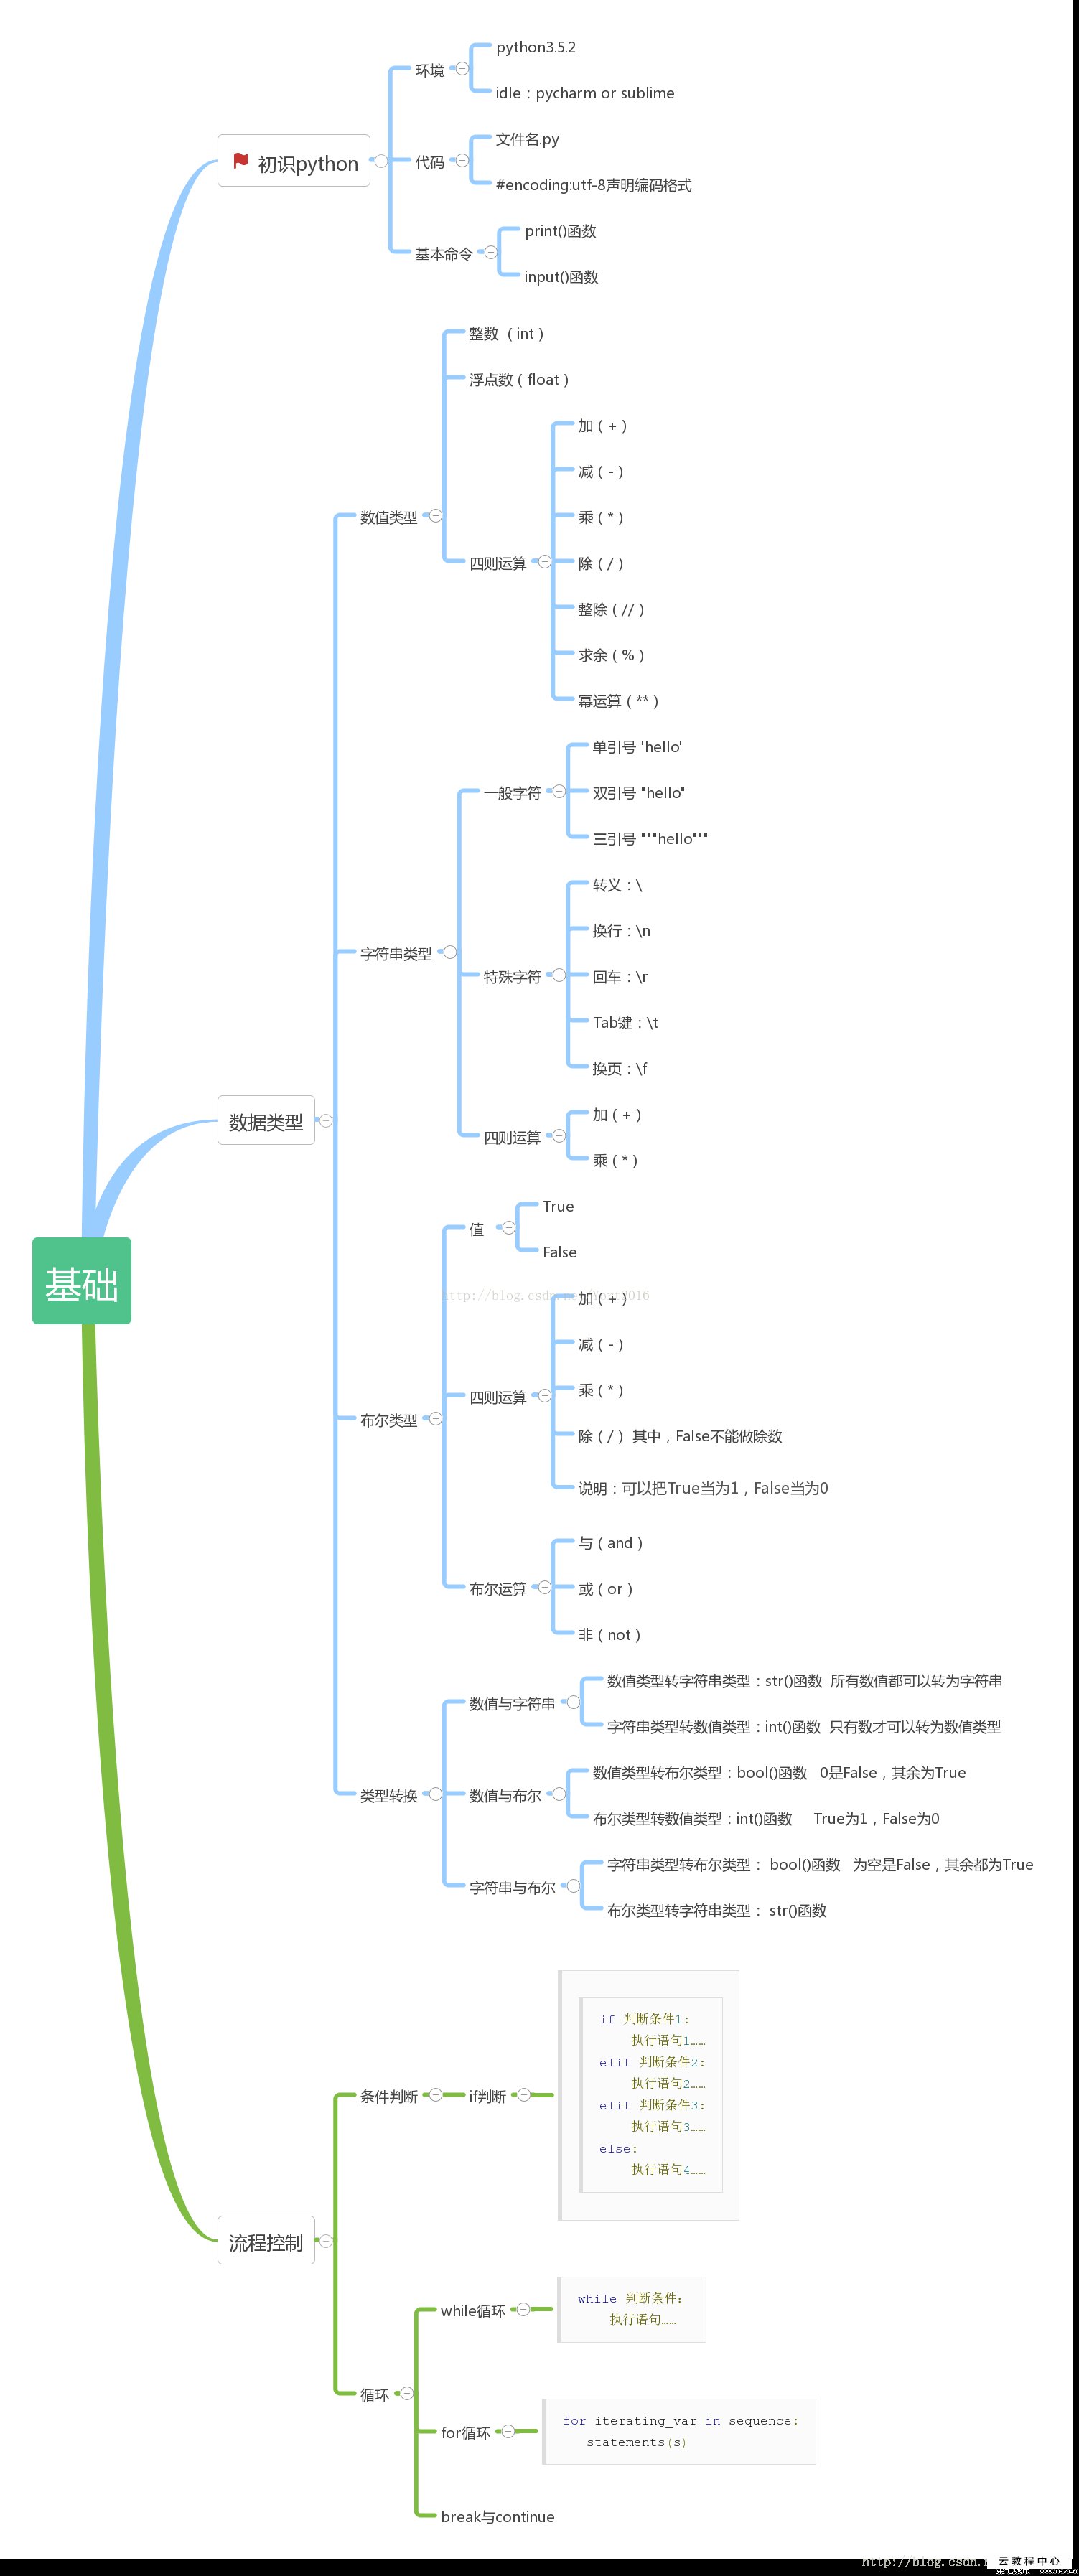 python3.5.2
环境
idle：pycharm or sublime
文件名.py
初识python
代码
#encoding:utf-8声明编码格式
print()函数
基本命令
input()函数
整数（int）
浮点数（float）
加（+）
减（-）
数值类型
乘（*）
四则运算
除（/）
整除（//）
求余（%）
幂运算（**）
单引号 'hello'
一般字符
双引号 "hello"
三引号 """hello"""
转义：\
换行：\n
字符串类型
特殊字符
回车：\r
Tab键：\t
换页：\f
加（+）
数据类型
四则运算
乘（*）
True
值
False
基础
加（+）
减（-）
四则运算
乘（*）
布尔类型
除（/）其中，False不能做除数
说明：可以把True当为1，False当为0
与（and）
布尔运算
或（or）
非（not）
数值类型转字符串类型：str()函数 所有数值都可以转为字符串
数值与字符串
字符串类型转数值类型：int()函数 只有数才可以转为数值类型
数值类型转布尔类型：bool()函数 0是False，其余为True
类型转换
数值与布尔
布尔类型转数值类型：int()函数 True为1，False为0
字符串类型转布尔类型： bool()函数 为空是False，其余都为True
字符串与布尔
布尔类型转字符串类型： str()函数
if 判断条件1:
执行语句1……
elif 判断条件2:
执行语句2……
条件判断
if判断
elif 判断条件3:
执行语句3……
else:
执行语句4……
流程控制
while 判断条件:
while循环
执行语句……
循环
for iterating_var in sequence:
for循环
statements(s)
break与continue
http://blog.csdn.
云教程中心